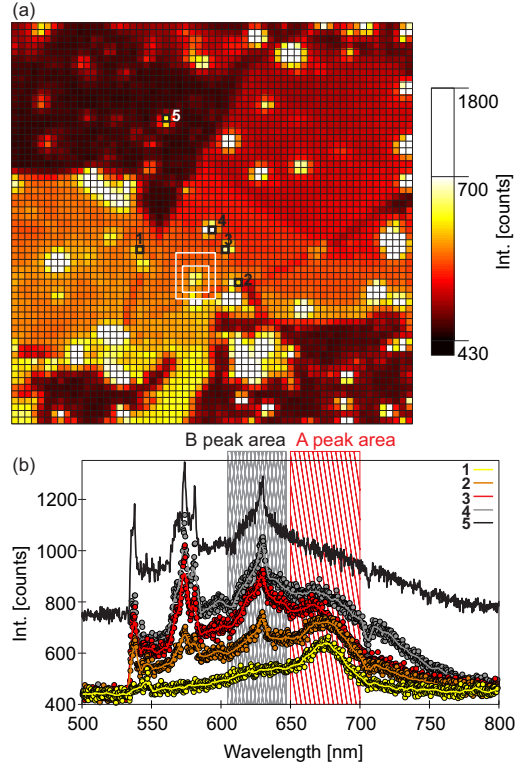 (a)
5
1800
700
430
Int. [counts]
4
1
3
2
B peak area A peak area
(b)
1
2
3
4
5
1200
1000
800
600
400
Int. [counts]
500 550 600 650 700 750 800
Wavelength [nm]